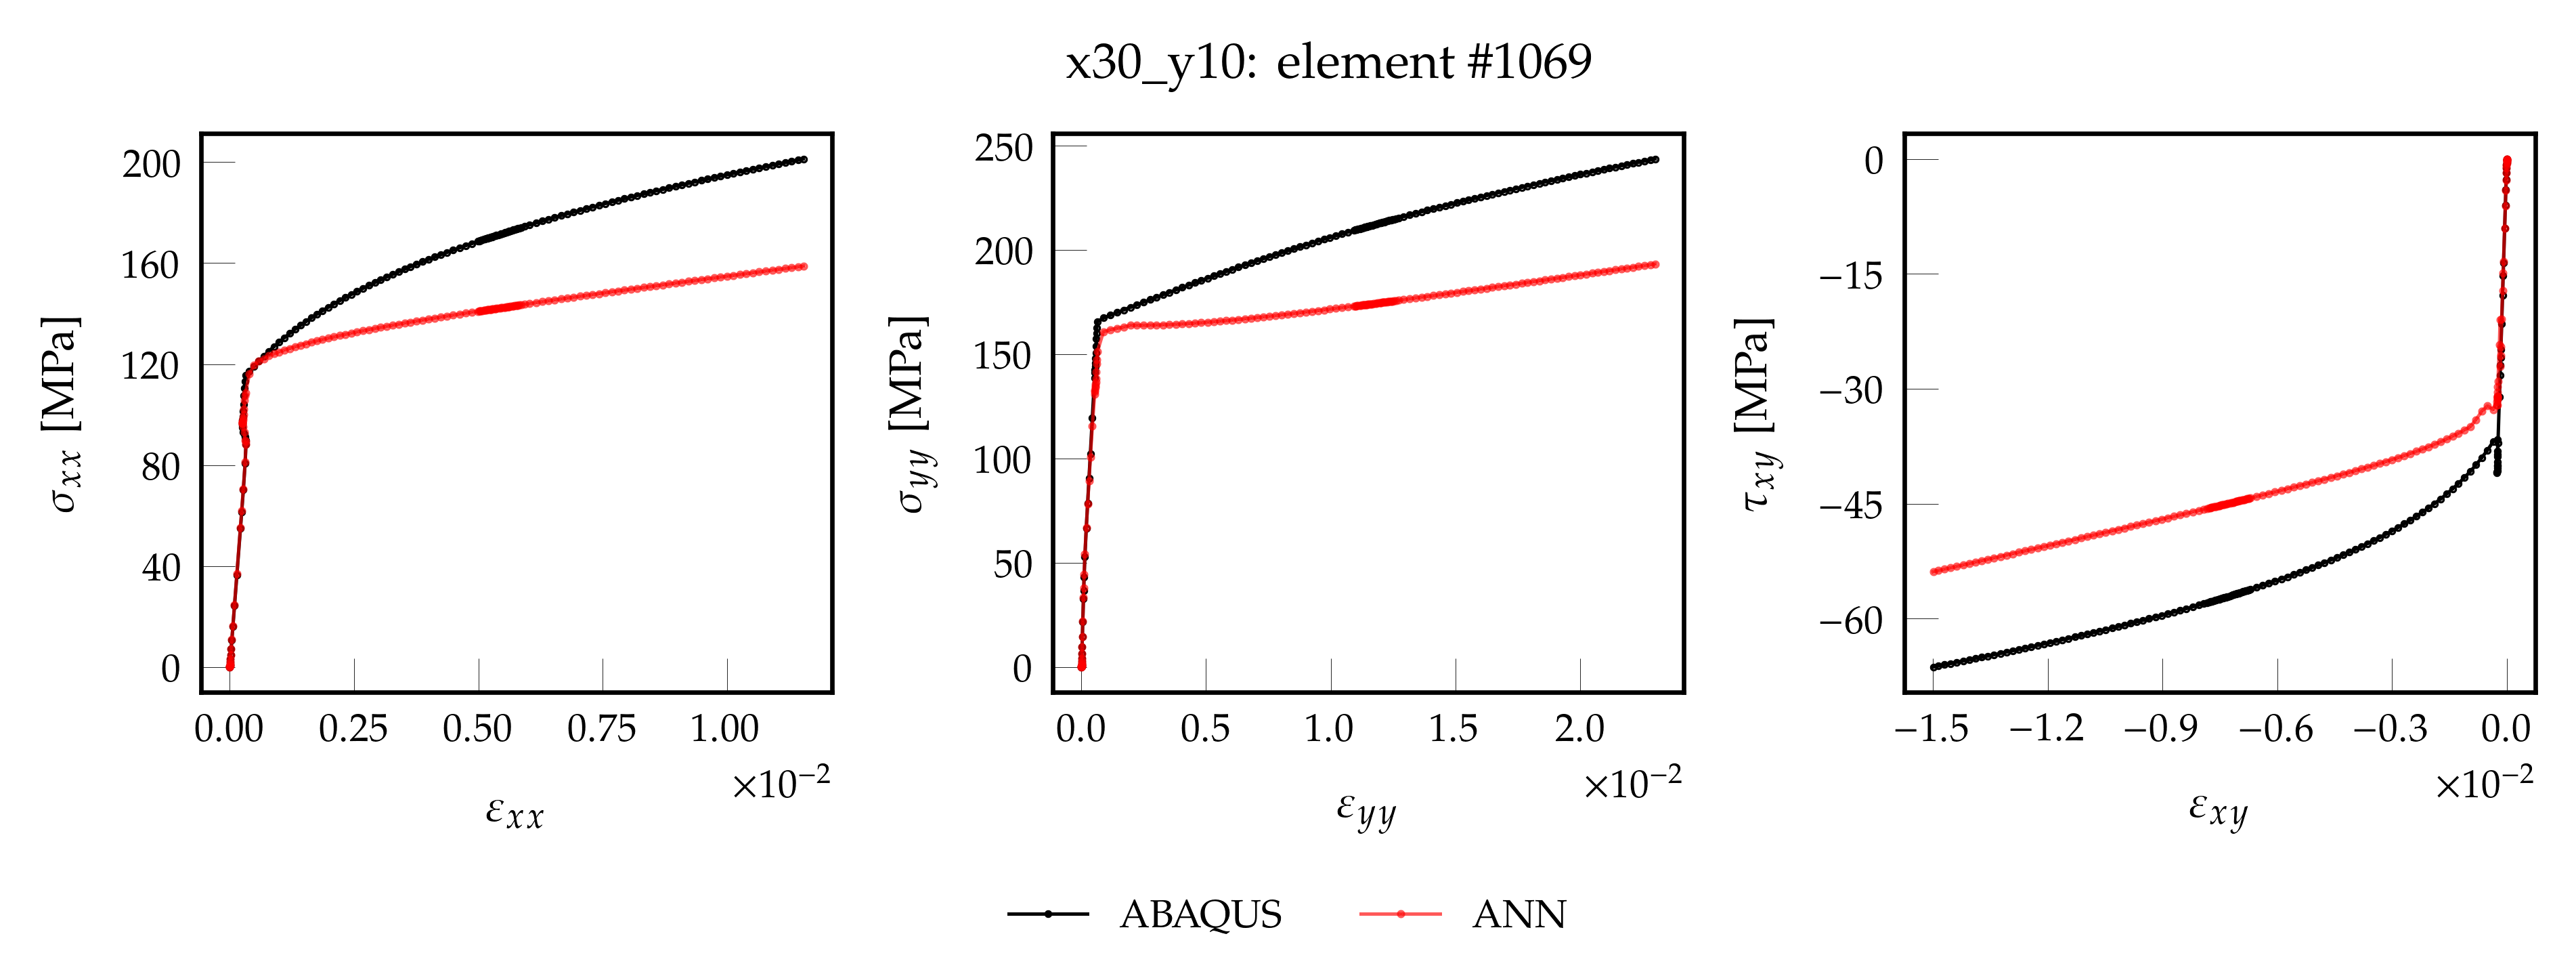 x30_y10: element #1069
σxx [MPa]
200
160
120
80
40
0
0.00 0.25 0.50 0.75 1.00
×10−2
εxx
σyy [MPa]
250
200
150
100
50
0
0.0 0.5 1.0 1.5 2.0
×10−2
εyy
τxy [MPa]
0
−15
−30
−45
−60
−1.5 −1.2 −0.9 −0.6 −0.3 0.0
×10−2
εxy
ABAQUS ANN